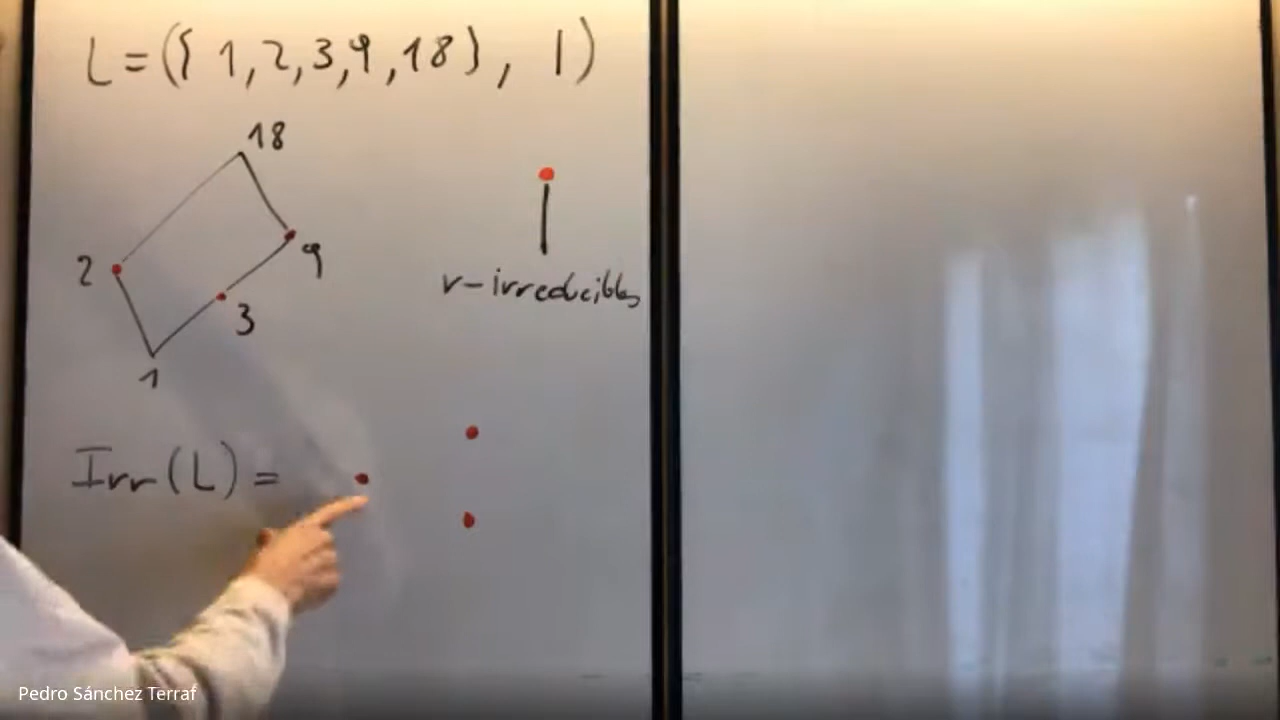 L = ({ 1, 2, 3, 9, 18 }, | )
18
2
9
3
1
v-irreducibles
Irr(L) =
Pedro Sánchez Terraf